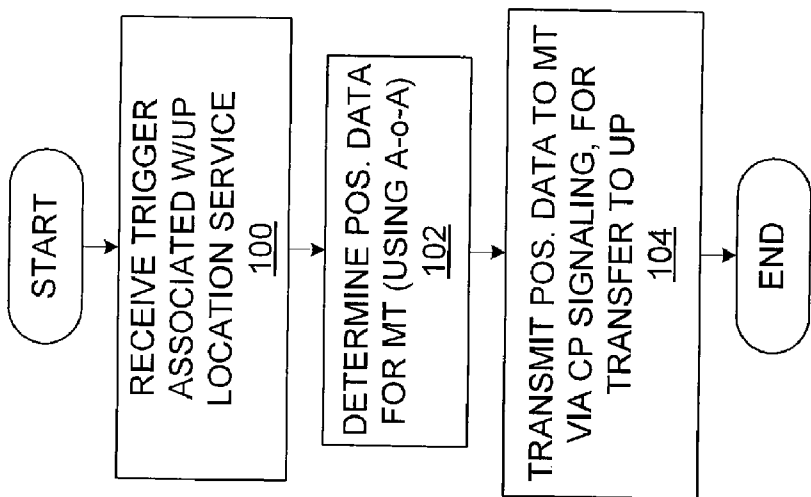 START
RECEIVE TRIGGER
ASSOCIATED W/UP
LOCATION SERVICE
100
DETERMINE POS. DATA
FOR MT (USING A-o-A)
102
TRANSMIT POS. DATA TO MT
VIA CP SIGNALING, FOR
TRANSFER TO UP
104
END